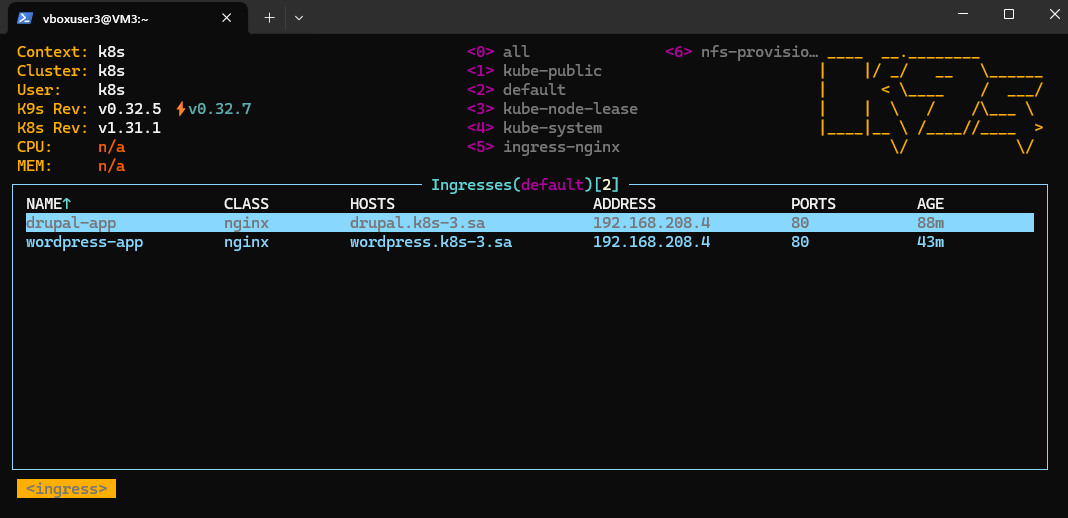 vboxuser3@VM3:~
Context: k8s <0> all <6> nfs-provisio…
Cluster: k8s <1> kube-public
User: k8s <2> default
K9s Rev: v0.32.5 ⚡v0.32.7 <3> kube-node-lease
K8s Rev: v1.31.1 <4> kube-system
CPU: n/a <5> ingress-nginx
MEM: n/a
Ingresses(default)[2]
NAME↑ CLASS HOSTS ADDRESS PORTS AGE
drupal-app nginx drupal.k8s-3.sa 192.168.208.4 80 88m
wordpress-app nginx wordpress.k8s-3.sa 192.168.208.4 80 43m
<ingress>